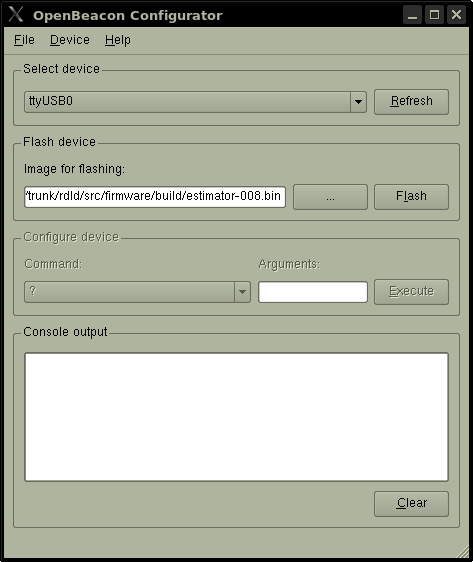 OpenBeacon Configurator
File Device Help
Select device
ttyUSB0 Refresh
Flash device
Image for flashing:
/trunk/rdld/src/firmware/build/estimator-008.bin ... Flash
Configure device
Command: Arguments:
? Execute
Console output
Clear